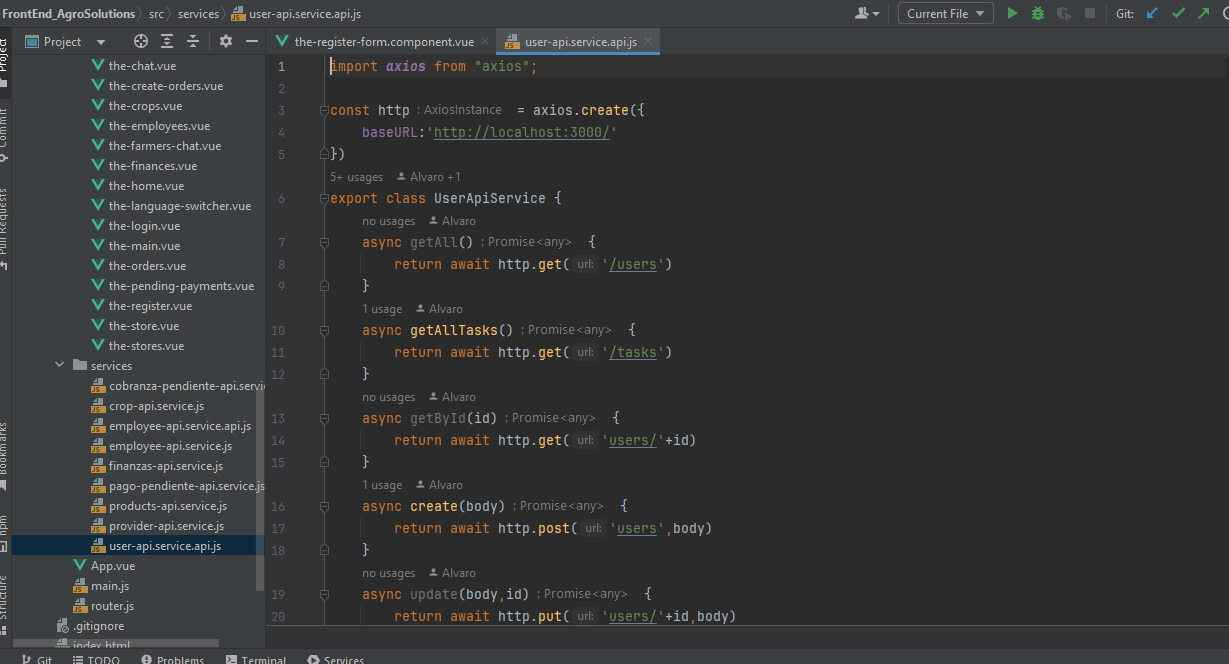 FrontEnd_AgroSolutions src services user-api.service.api.js Current File Git:
Project the-register-form.component.vue user-api.service.api.js
Project
Commit
Pull Requests
Bookmarks
npm
Structure
the-chat.vue
the-create-orders.vue
the-crops.vue
the-employees.vue
the-farmers-chat.vue
the-finances.vue
the-home.vue
the-language-switcher.vue
the-login.vue
the-main.vue
the-orders.vue
the-pending-payments.vue
the-register.vue
the-store.vue
the-stores.vue
services
cobranza-pendiente-api.servi
crop-api.service.js
employee-api.service.api.js
employee-api.service.js
finanzas-api.service.js
pago-pendiente-api.service.js
products-api.service.js
provider-api.service.js
user-api.service.api.js
App.vue
main.js
router.js
.gitignore
index.html
1 import axios from "axios";
2
3 const http : AxiosInstance = axios.create({
4 baseURL:'http://localhost:3000/'
5 })
5+ usages Alvaro +1
6 export class UserApiService {
no usages Alvaro
7 async getAll() : Promise<any> {
8 return await http.get( url: '/users')
9 }
1 usage Alvaro
10 async getAllTasks() : Promise<any> {
11 return await http.get( url: '/tasks')
12 }
no usages Alvaro
13 async getById(id) : Promise<any> {
14 return await http.get( url: 'users/'+id)
15 }
1 usage Alvaro
16 async create(body) : Promise<any> {
17 return await http.post( url: 'users' ,body)
18 }
no usages Alvaro
19 async update(body,id) : Promise<any> {
20 return await http.put( url: 'users/'+id,body)
Git TODO Problems Terminal Services